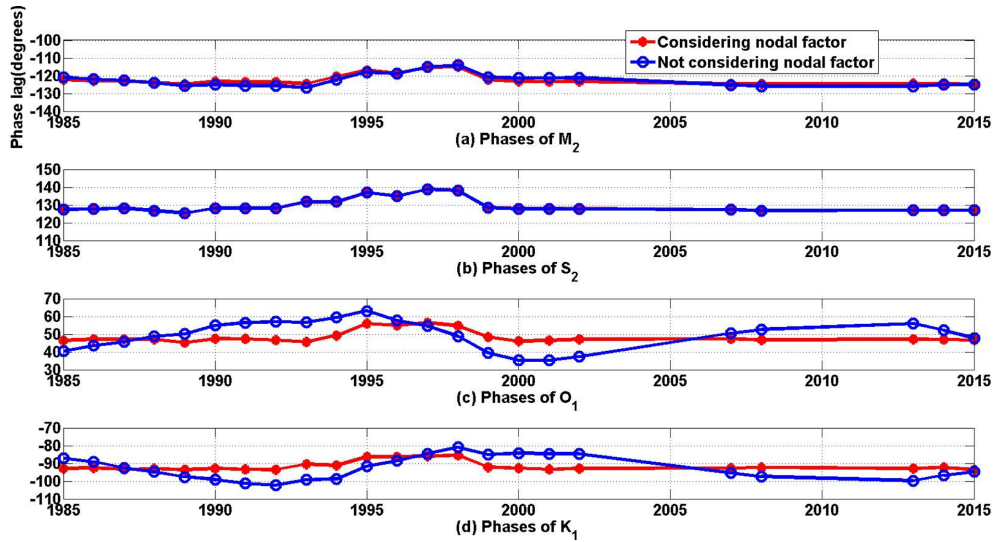 Phase lag(degrees)
-100
-110
-120
-130
-140
Considering nodal factor
Not considering nodal factor
1985 1990 1995 2000 2005 2010 2015
(a) Phases of M2
150
140
130
120
110
1985 1990 1995 2000 2005 2010 2015
(b) Phases of S2
70
60
50
40
30
1985 1990 1995 2000 2005 2010 2015
(c) Phases of O1
-70
-80
-90
-100
-110
1985 1990 1995 2000 2005 2010 2015
(d) Phases of K1